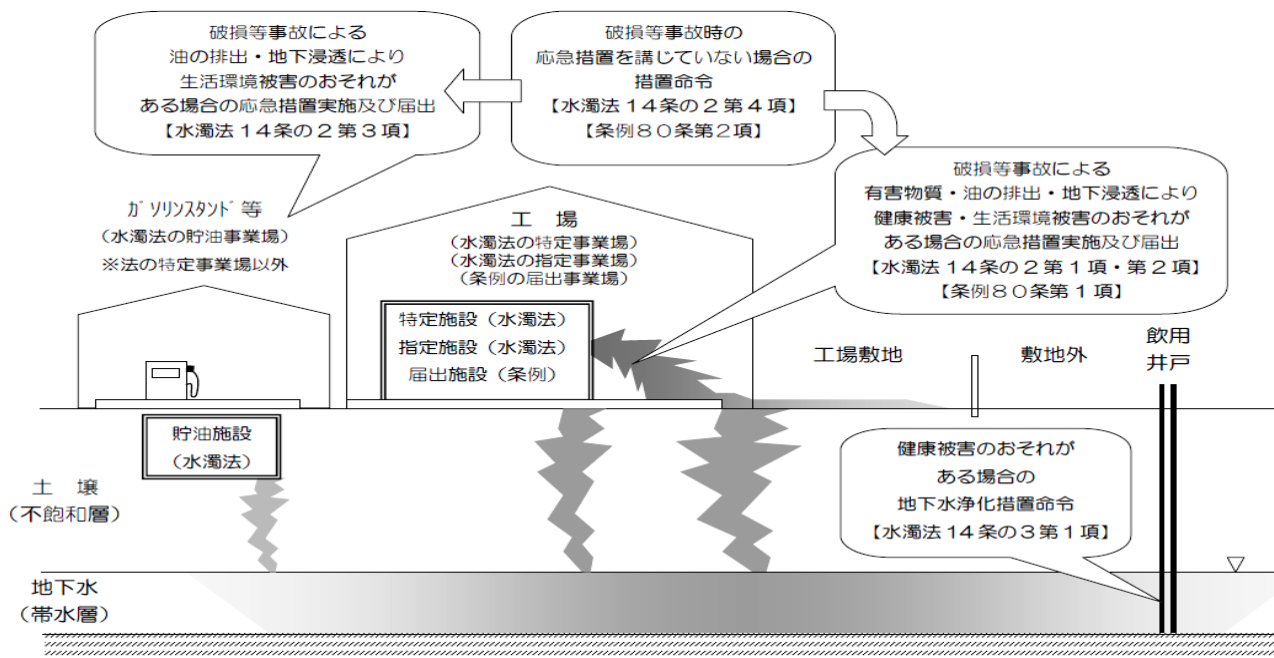 破損等事故による
油の排出・地下浸透により
生活環境被害のおそれが
ある場合の応急措置実施及び届出
【水濁法14条の2第3項】
破損等事故時の
応急措置を講じていない場合の
措置命令
【水濁法14条の2第4項】
【条例80条第2項】
破損等事故による
有害物質・油の排出・地下浸透により
健康被害・生活環境被害のおそれが
ある場合の応急措置実施及び届出
【水濁法14条の2第1項・第2項】
【条例80条第1項】
ｶﾞｿﾘﾝｽﾀﾝﾄﾞ等
(水濁法の貯油事業場)
※法の特定事業場以外
工 場
(水濁法の特定事業場)
(水濁法の指定事業場)
(条例の届出事業場)
特定施設(水濁法)
指定施設(水濁法)
届出施設(条例)
工場敷地
敷地外
飲用
井戸
貯油施設
(水濁法)
健康被害のおそれが
ある場合の
地下水浄化措置命令
【水濁法14条の3第1項】
土 壌
(不飽和層)
地下水
(帯水層)